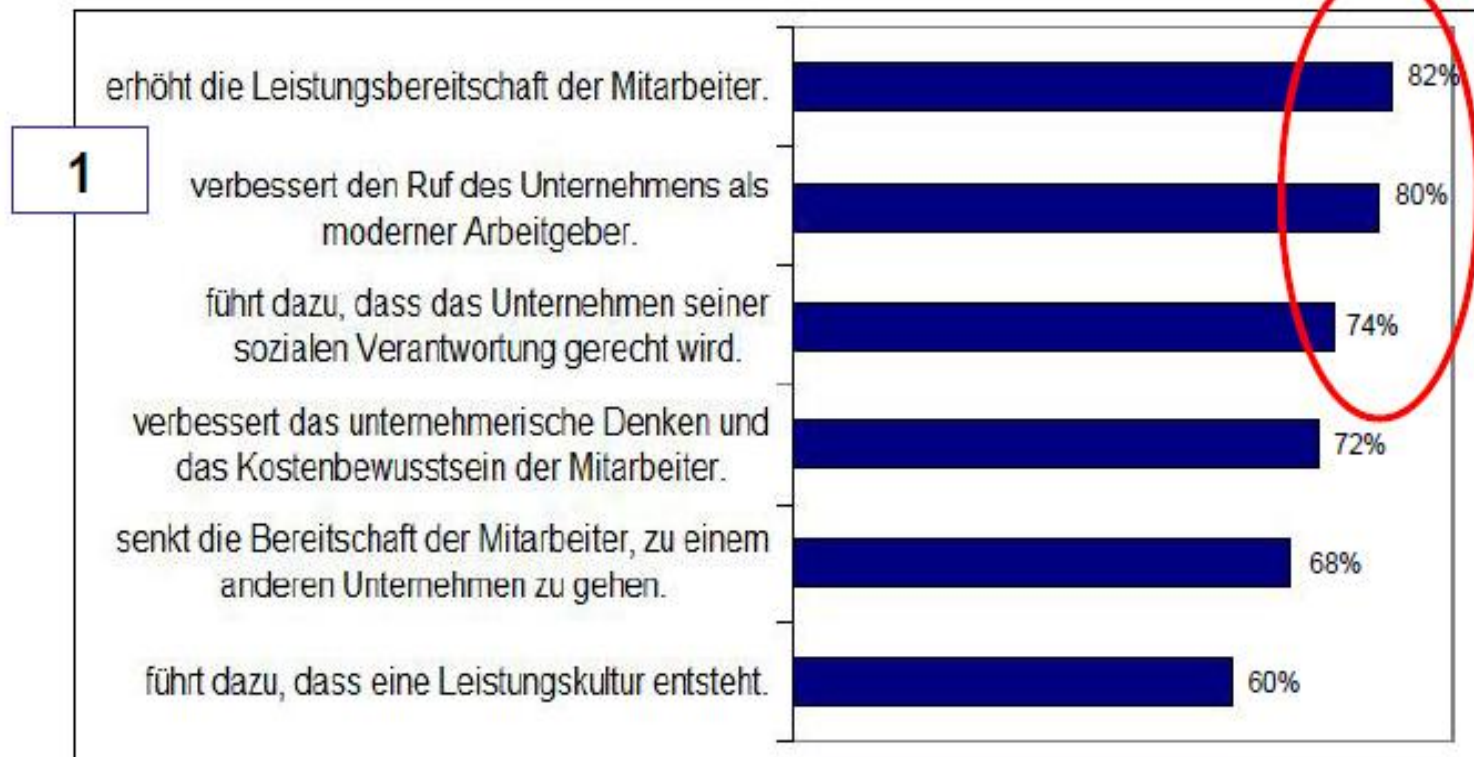 erhöht die Leistungsbereitschaft der Mitarbeiter.
82%
1
verbessert den Ruf des Unternehmens als
moderner Arbeitgeber.
80%
führt dazu, dass das Unternehmen seiner
sozialen Verantwortung gerecht wird.
74%
verbessert das unternehmerische Denken und
das Kostenbewusstsein der Mitarbeiter.
72%
senkt die Bereitschaft der Mitarbeiter, zu einem
anderen Unternehmen zu gehen.
68%
führt dazu, dass eine Leistungskultur entsteht.
60%